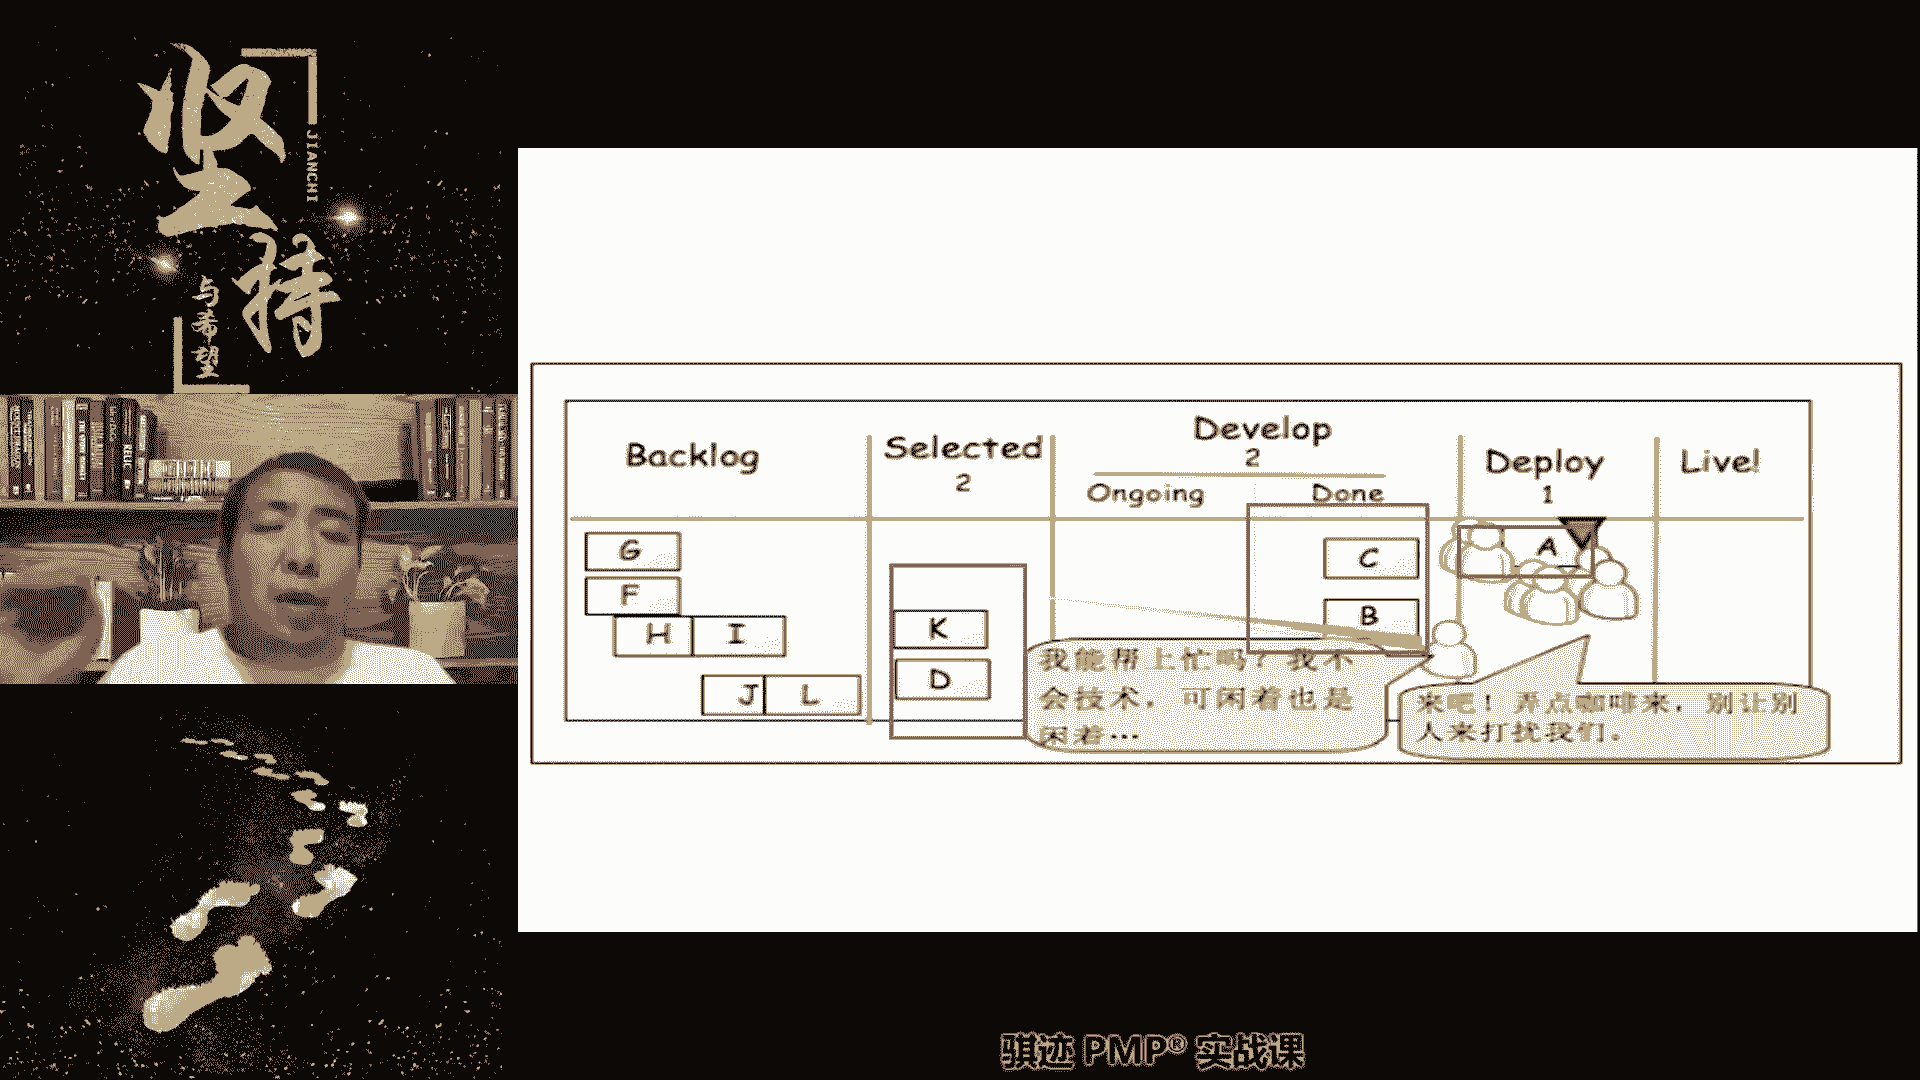 坚持
JIANCHI
与希望
Backlog
Selected
2
Develop
2
Ongoing
Done
Deploy
1
Live!
G
F
H
I
J
L
K
D
C
B
A
我能帮上忙吗？我不
会技术，可闲着也是
闲着…
来吧！弄点咖啡来，别让别
人来打扰我们。
骐迹 PMP® 实战课